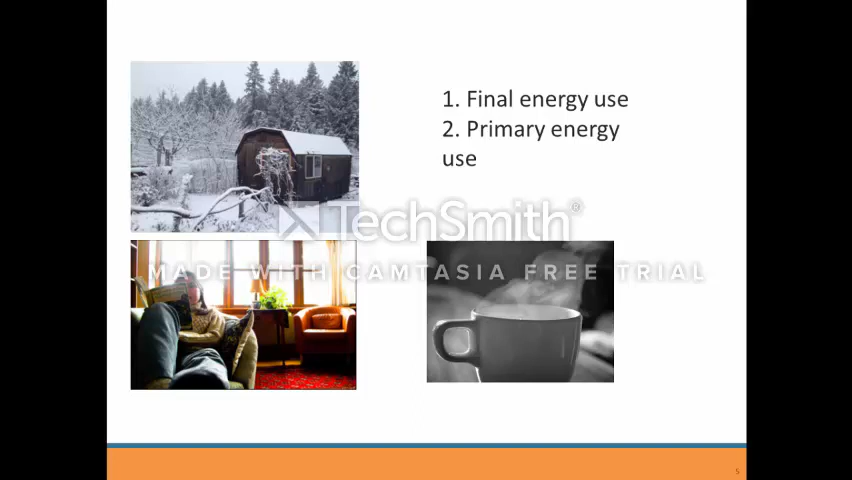 1. Final energy use
2. Primary energy
use
TechSmith®
MADE WITH CAMTASIA FREE TRIAL
5